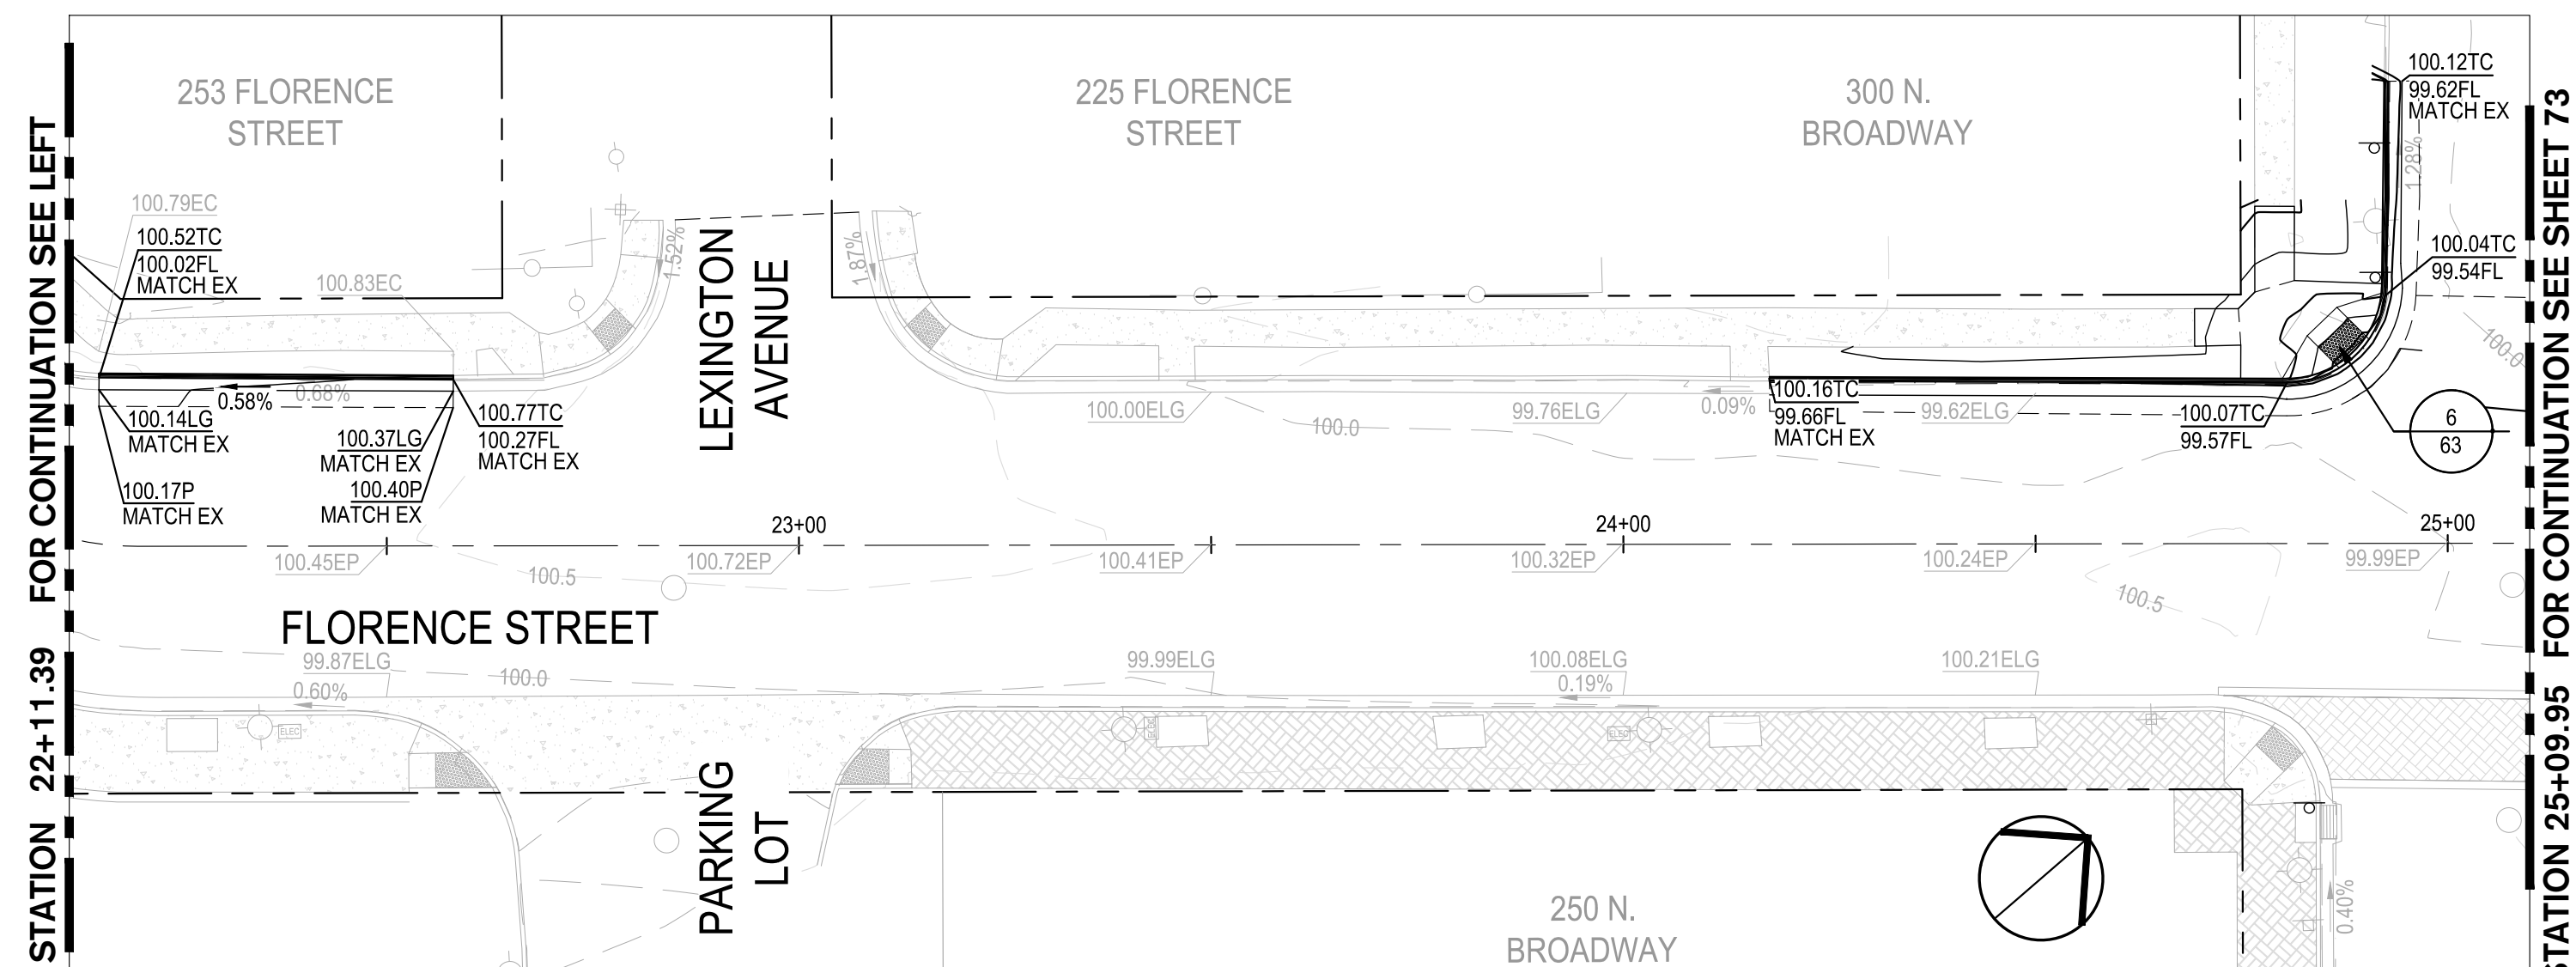 STATION 22+11.39 FOR CONTINUATION SEE LEFT
253 FLORENCE
STREET
225 FLORENCE
STREET
300 N.
BROADWAY
100.12TC
99.62FL
MATCH EX
1.28%
100.79EC
100.52TC
100.02FL
MATCH EX
100.83EC
1.52%
LEXINGTON
AVENUE
1.87%
100.04TC
99.54FL
100.0
0.58%
0.68%
100.14LG
MATCH EX
100.37LG
MATCH EX
100.77TC
100.27FL
MATCH EX
100.17P
MATCH EX
100.40P
MATCH EX
100.00ELG
100.0
99.76ELG
0.09%
100.16TC
99.66FL
MATCH EX
99.62ELG
100.07TC
99.57FL
6
63
23+00
24+00
25+00
100.45EP
100.72EP
100.41EP
100.32EP
100.24EP
99.99EP
100.5
100.5
FLORENCE STREET
99.87ELG
100.0
0.60%
99.99ELG
100.08ELG
0.19%
100.21ELG
ELEC
ELEC
PARKING
LOT
250 N.
BROADWAY
0.40%
STATION 25+09.95 FOR CONTINUATION SEE SHEET 73